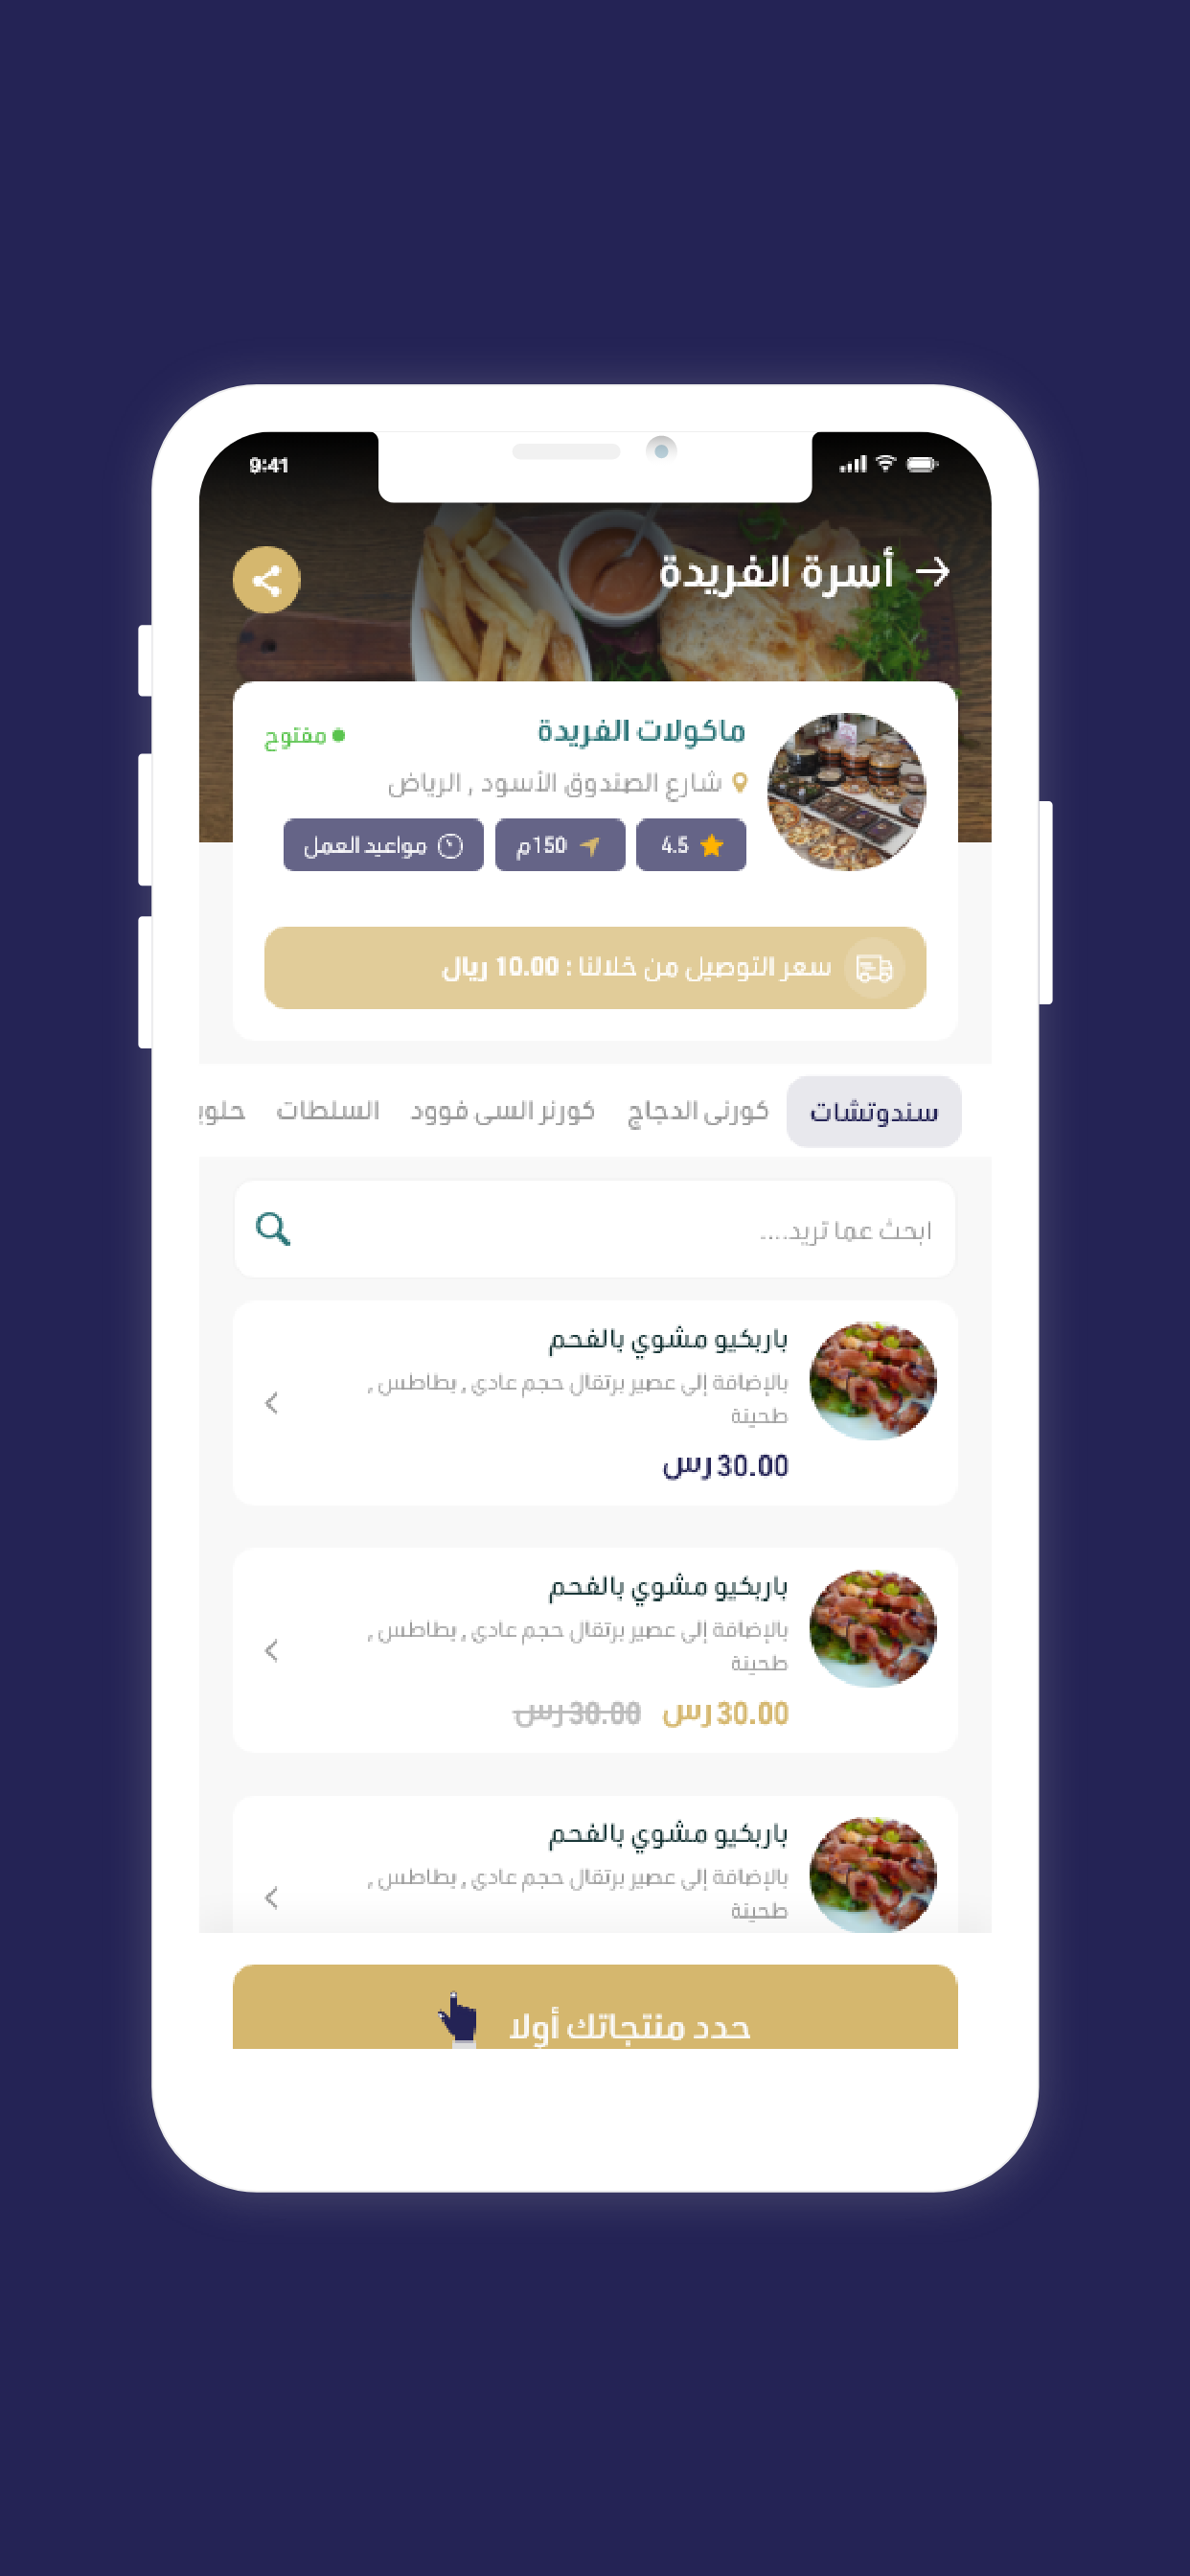 9:41
أسرة الفريدة
ماكولات الفريدة
مفتوح
شارع الصندوق الأسود , الرياض
4.5
150م
مواعيد العمل
سعر التوصيل من خلالنا : 10.00 ريال
سندوتشات
كورنى الدجاج
كورنر السى فوود
السلطات
حلوي
ابحث عما تريد....
باربكيو مشوي بالفحم
بالإضافة إلى عصير برتقال حجم عادي , بطاطس ,
طحينة
30.00 رس
باربكيو مشوي بالفحم
بالإضافة إلى عصير برتقال حجم عادي , بطاطس ,
طحينة
30.00 رس 30.00 رس
باربكيو مشوي بالفحم
بالإضافة إلى عصير برتقال حجم عادي , بطاطس ,
طحينة
حدد منتجاتك أولا